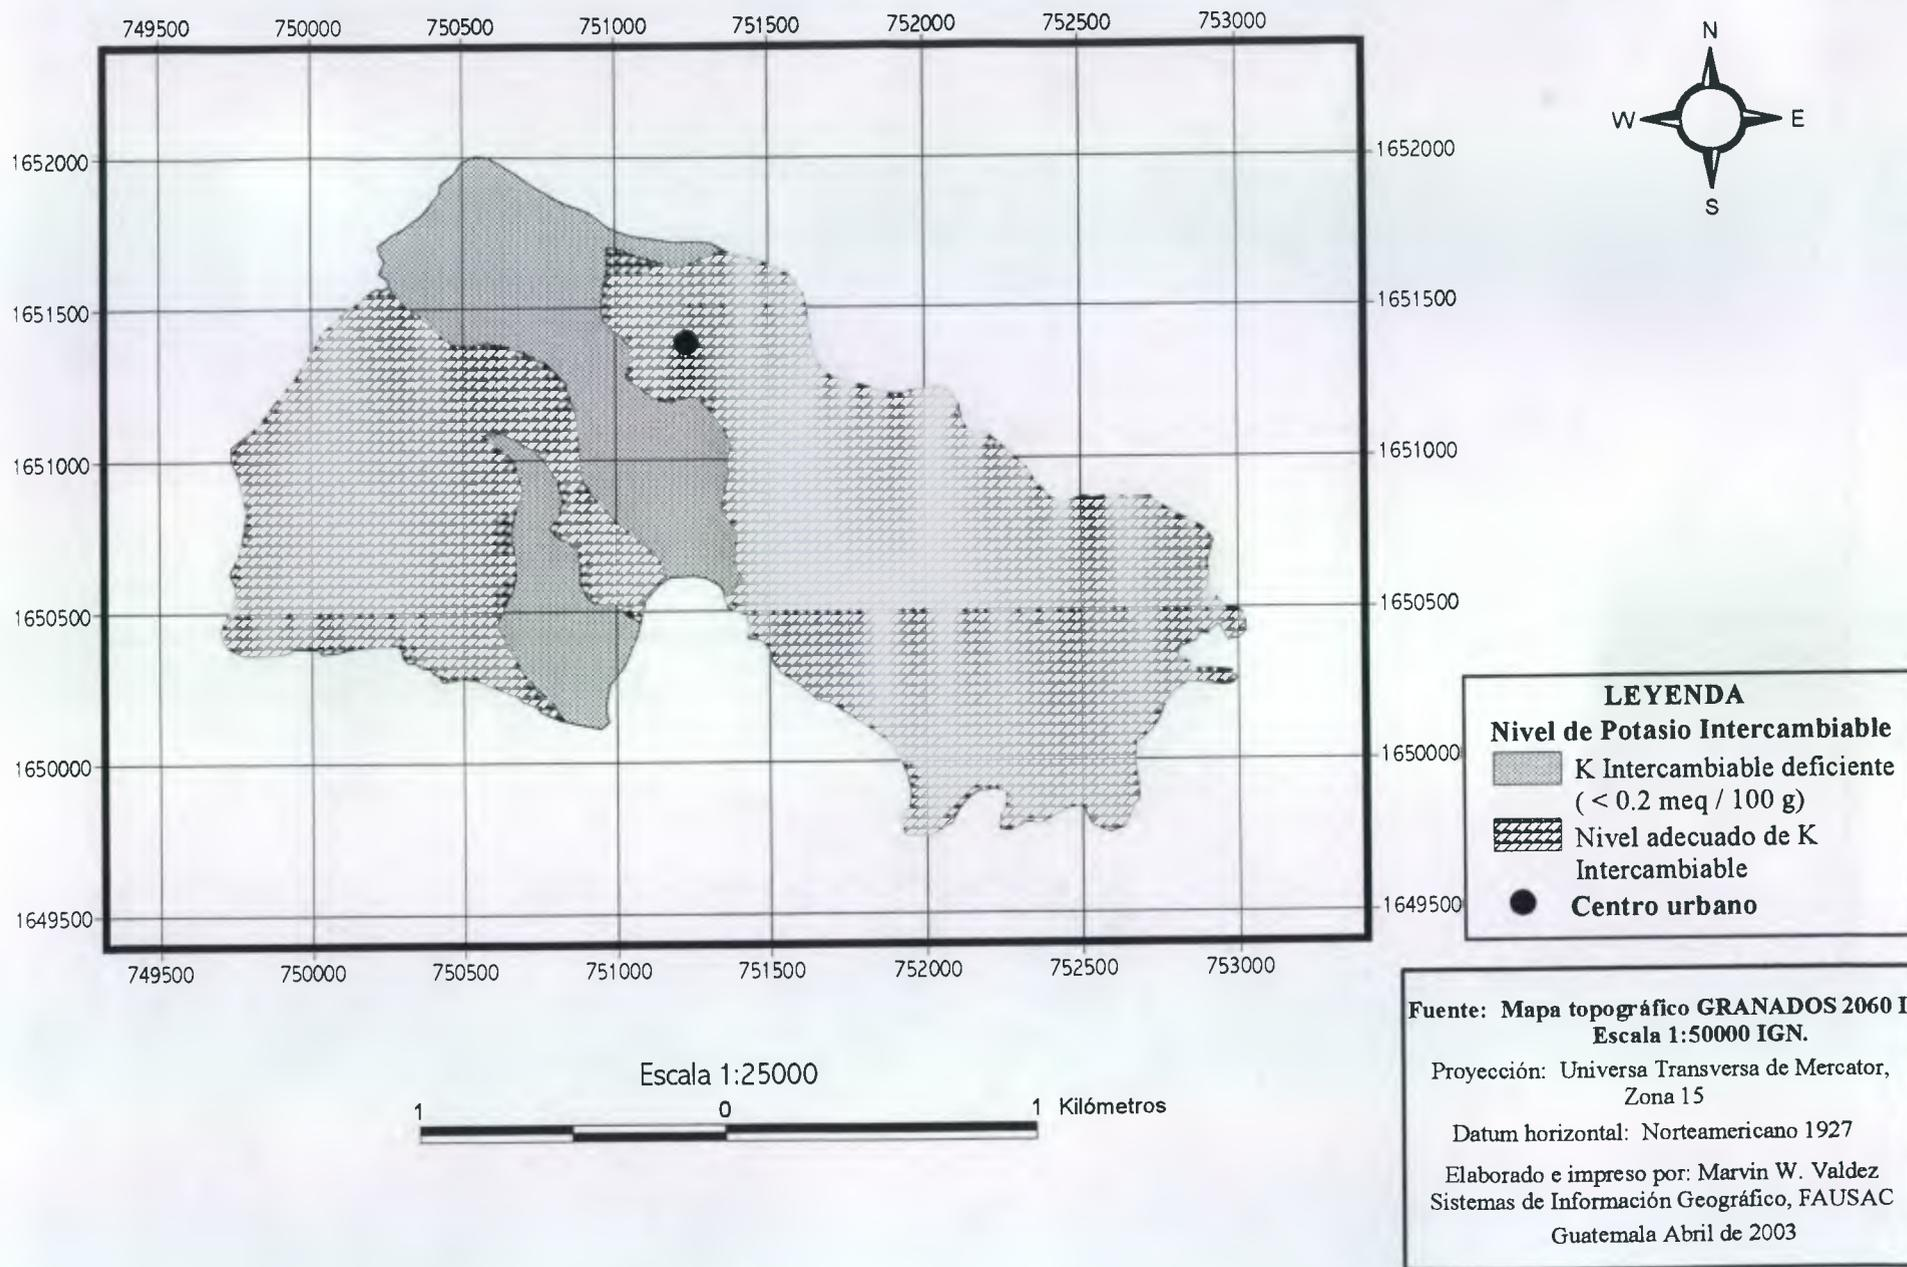 749500 750000 750500 751000 751500 752000 752500 753000
N
W E
S
1652000 1652000
1651500 1651500
1651000 1651000
1650500 1650500
1650000 1650000
1649500 1649500
749500 750000 750500 751000 751500 752000 752500 753000
LEYENDA
Nivel de Potasio Intercambiable
K Intercambiable deficiente
( < 0.2 meq / 100 g)
Nivel adecuado de K
Intercambiable
Centro urbano
Escala 1:25000
1 0 1 Kilómetros
Fuente: Mapa topográfico GRANADOS 2060 I
Escala 1:50000 IGN.
Proyección: Universa Transversa de Mercator,
Zona 15
Datum horizontal: Norteamericano 1927
Elaborado e impreso por: Marvin W. Valdez
Sistemas de Información Geográfico, FAUSAC
Guatemala Abril de 2003